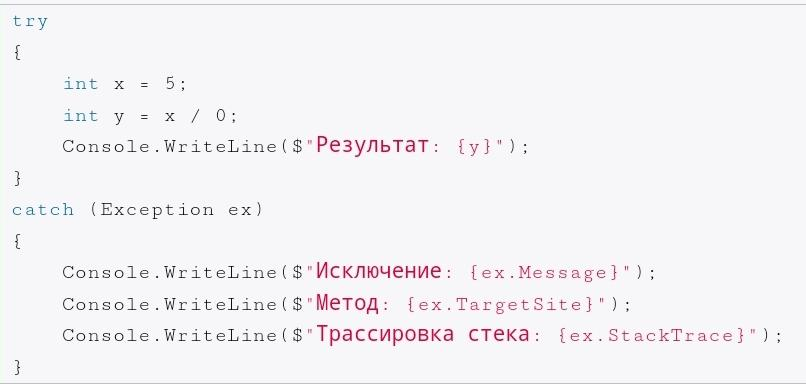 try
{
    int x = 5;
    int y = x / 0;
    Console.WriteLine($"Результат: {y}");
}
catch (Exception ex)
{
    Console.WriteLine($"Исключение: {ex.Message}");
    Console.WriteLine($"Метод: {ex.TargetSite}");
    Console.WriteLine($"Трассировка стека: {ex.StackTrace}");
}